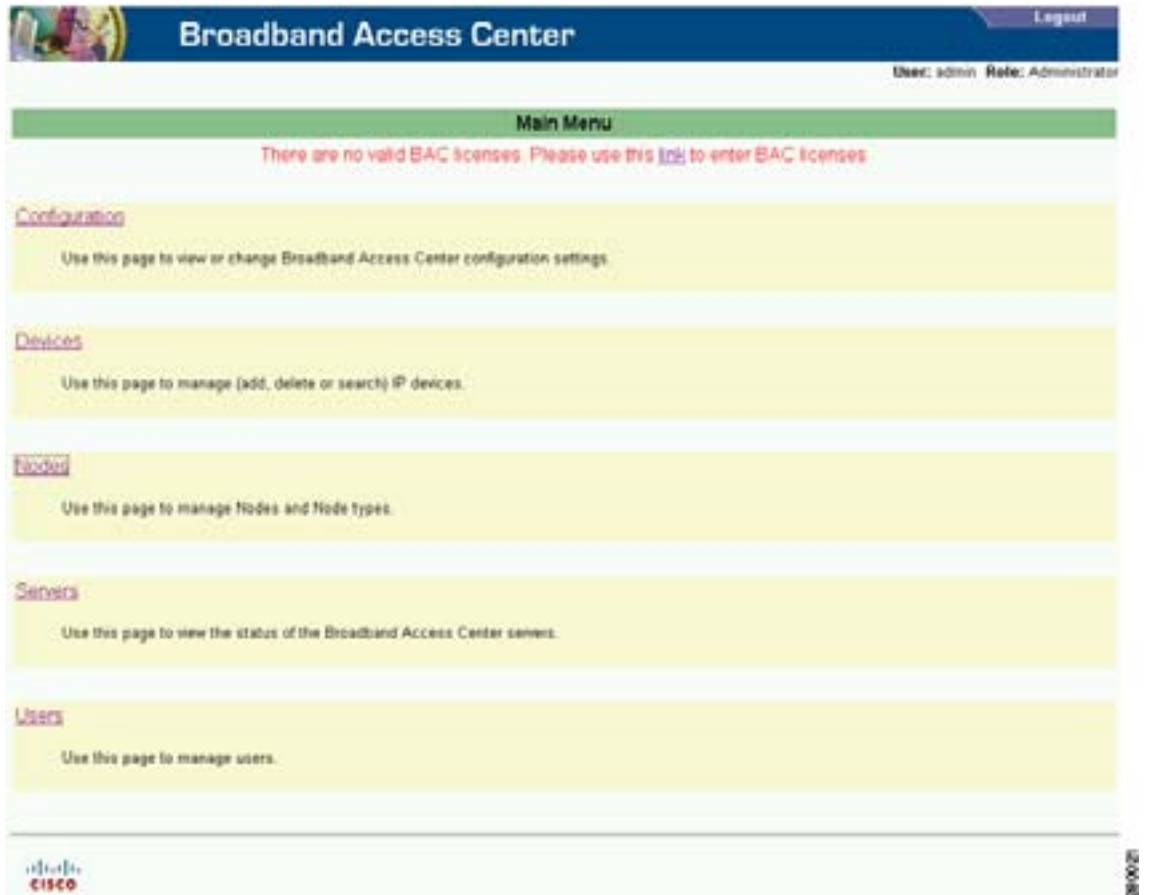 Broadband Access Center
Logout
User: admin Role: Administrator
Main Menu
There are no valid BAC licenses. Please use this link to enter BAC licenses
Configuration
Use this page to view or change Broadband Access Center configuration settings.
Devices
Use this page to manage (add, delete or search) IP devices.
Nodes
Use this page to manage Nodes and Node types.
Servers
Use this page to view the status of the Broadband Access Center servers.
Users
Use this page to manage users.
CISCO